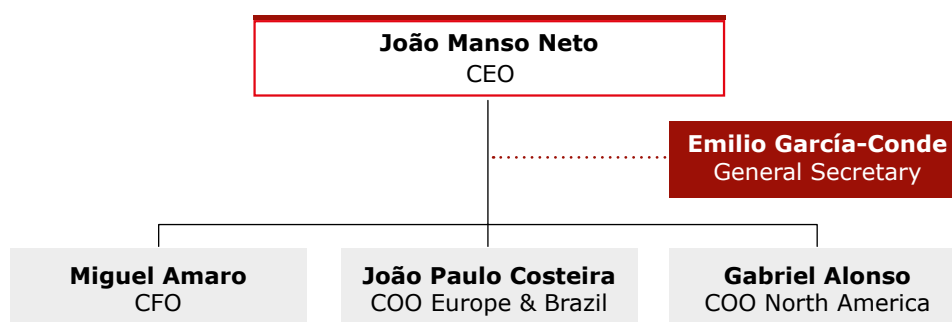 João Manso Neto
CEO
Emilio García-Conde
General Secretary
Miguel Amaro
CFO
João Paulo Costeira
COO Europe & Brazil
Gabriel Alonso
COO North America